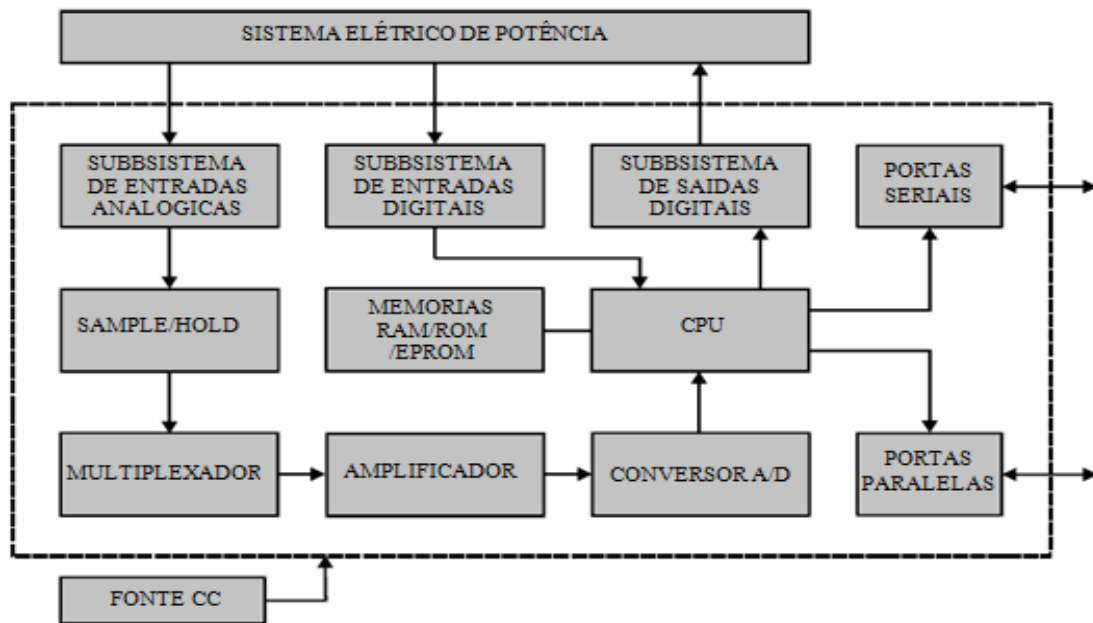 SISTEMA ELÉTRICO DE POTÊNCIA
SUBBSISTEMA
DE ENTRADAS
ANALOGICAS
SUBBSISTEMA
DE ENTRADAS
DIGITAIS
SUBBSISTEMA
DE SAIDAS
DIGITAIS
PORTAS
SERIAIS
SAMPLE/HOLD
MEMORIAS
RAM/ROM
/EPROM
CPU
MULTIPLEXADOR
AMPLIFICADOR
CONVERSOR A/D
PORTAS
PARALELAS
FONTE CC